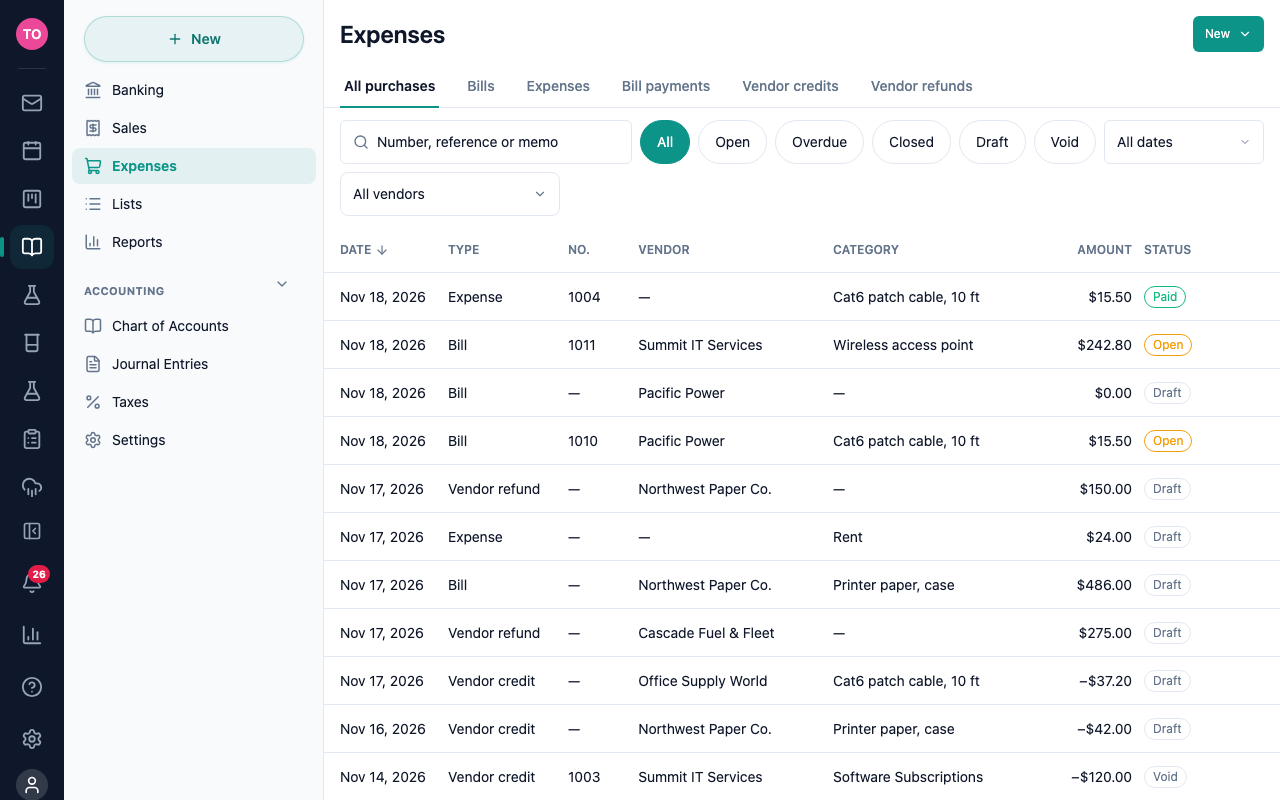 TO
26
New
Banking
Sales
Expenses
Lists
Reports
ACCOUNTING
Chart of Accounts
Journal Entries
Taxes
Settings
Expenses
New
All purchases Bills Expenses Bill payments Vendor credits Vendor refunds
Number, reference or memo All Open Overdue Closed Draft Void All dates
All vendors
DATE TYPE NO. VENDOR CATEGORY AMOUNT STATUS
Nov 18, 2026 Expense 1004 — Cat6 patch cable, 10 ft $15.50 Paid
Nov 18, 2026 Bill 1011 Summit IT Services Wireless access point $242.80 Open
Nov 18, 2026 Bill — Pacific Power — $0.00 Draft
Nov 18, 2026 Bill 1010 Pacific Power Cat6 patch cable, 10 ft $15.50 Open
Nov 17, 2026 Vendor refund — Northwest Paper Co. — $150.00 Draft
Nov 17, 2026 Expense — — Rent $24.00 Draft
Nov 17, 2026 Bill — Northwest Paper Co. Printer paper, case $486.00 Draft
Nov 17, 2026 Vendor refund — Cascade Fuel & Fleet — $275.00 Draft
Nov 17, 2026 Vendor credit — Office Supply World Cat6 patch cable, 10 ft –$37.20 Draft
Nov 16, 2026 Vendor credit — Northwest Paper Co. Printer paper, case –$42.00 Draft
Nov 14, 2026 Vendor credit 1003 Summit IT Services Software Subscriptions –$120.00 Void